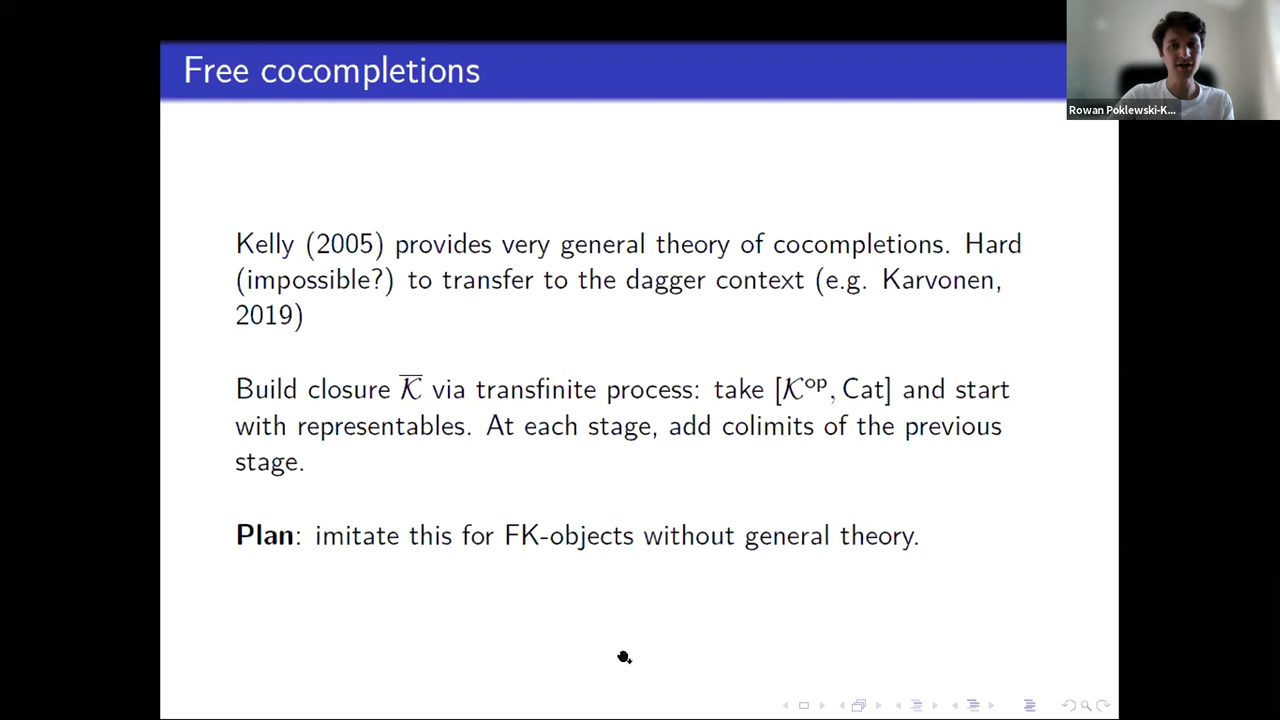 Free cocompletions
Rowan Poklewski-K...
Kelly (2005) provides very general theory of cocompletions. Hard
(impossible?) to transfer to the dagger context (e.g. Karvonen,
2019)
Build closure 𝒦̅ via transfinite process: take [𝒦ᵒᵖ, Cat] and start
with representables. At each stage, add colimits of the previous
stage.
Plan: imitate this for FK-objects without general theory.